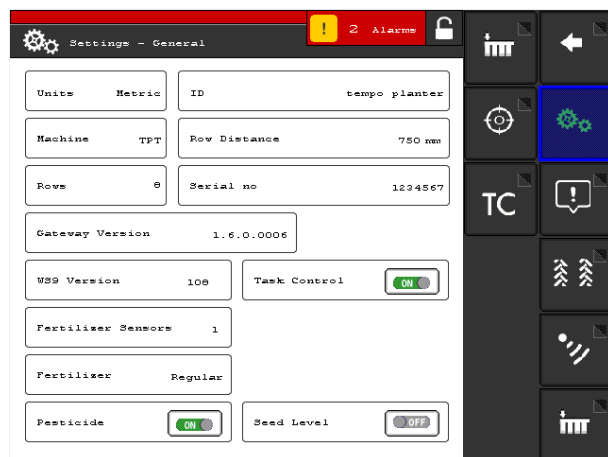 Settings - General
! 2 Alarms
Units Metric
ID tempo planter
Machine TPT
Row Distance 750 mm
Rows 8
Serial no 1234567
Gateway Version 1.6.0.0006
WS9 Version 108
Task Control ON
Fertilizer Sensors 1
Fertilizer Regular
Pesticide ON
Seed Level OFF
TC
!